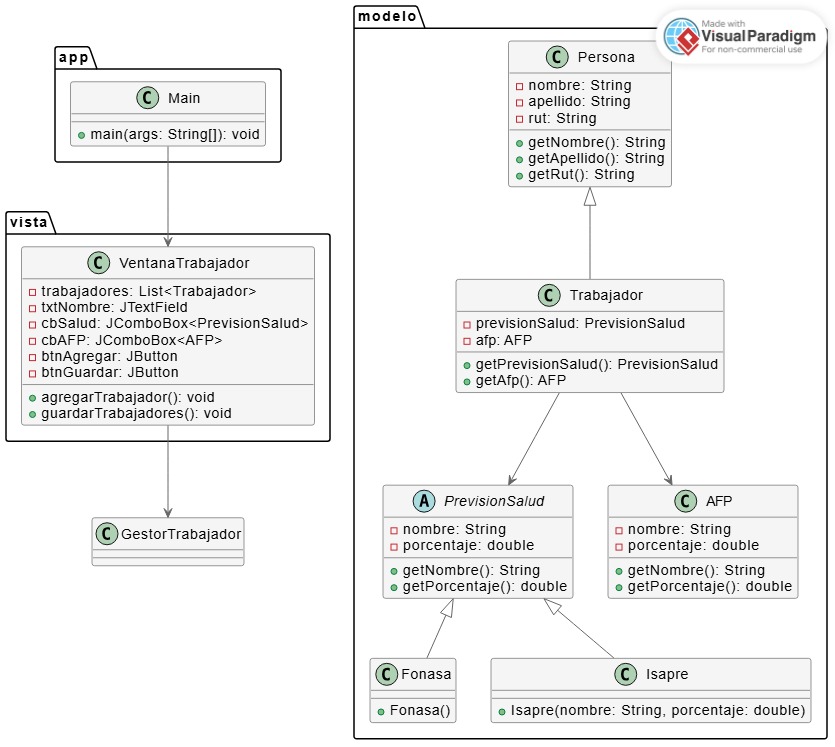 app
C Main
main(args: String[]): void
vista
C VentanaTrabajador
trabajadores: List<Trabajador>
txtNombre: JTextField
cbSalud: JComboBox<PrevisionSalud>
cbAFP: JComboBox<AFP>
btnAgregar: JButton
btnGuardar: JButton
agregarTrabajador(): void
guardarTrabajadores(): void
C GestorTrabajador
modelo
Made with
VisualParadigm
For non-commercial use
C Persona
nombre: String
apellido: String
rut: String
getNombre(): String
getApellido(): String
getRut(): String
C Trabajador
previsionSalud: PrevisionSalud
afp: AFP
getPrevisionSalud(): PrevisionSalud
getAfp(): AFP
A PrevisionSalud
nombre: String
porcentaje: double
getNombre(): String
getPorcentaje(): double
C AFP
nombre: String
porcentaje: double
getNombre(): String
getPorcentaje(): double
C Fonasa
Fonasa()
C Isapre
Isapre(nombre: String, porcentaje: double)